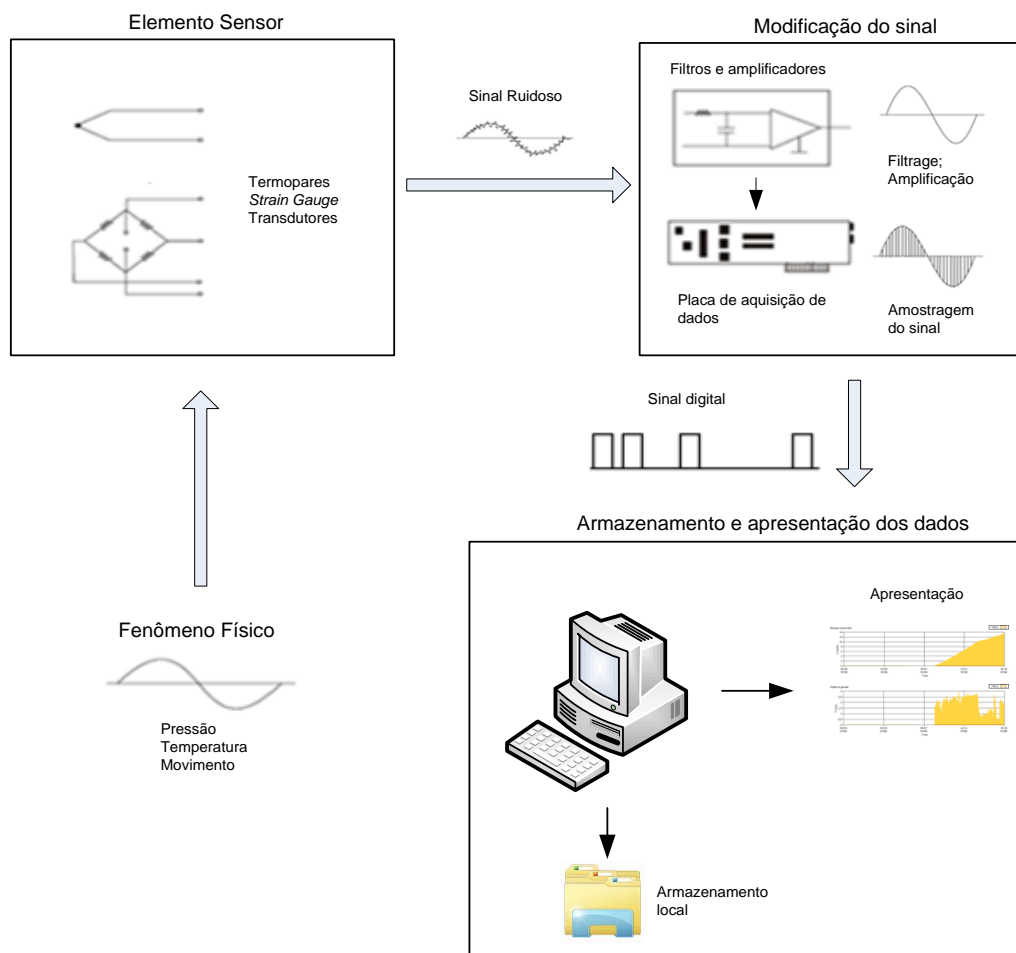 Elemento Sensor
Modificação do sinal
Termopares
Strain Gauge
Transdutores
Sinal Ruidoso
Filtros e amplificadores
Filtrage;
Amplificação
Placa de aquisição de
dados
Amostragem
do sinal
Sinal digital
Armazenamento e apresentação dos dados
Fenômeno Físico
Pressão
Temperatura
Movimento
Apresentação
Armazenamento
local